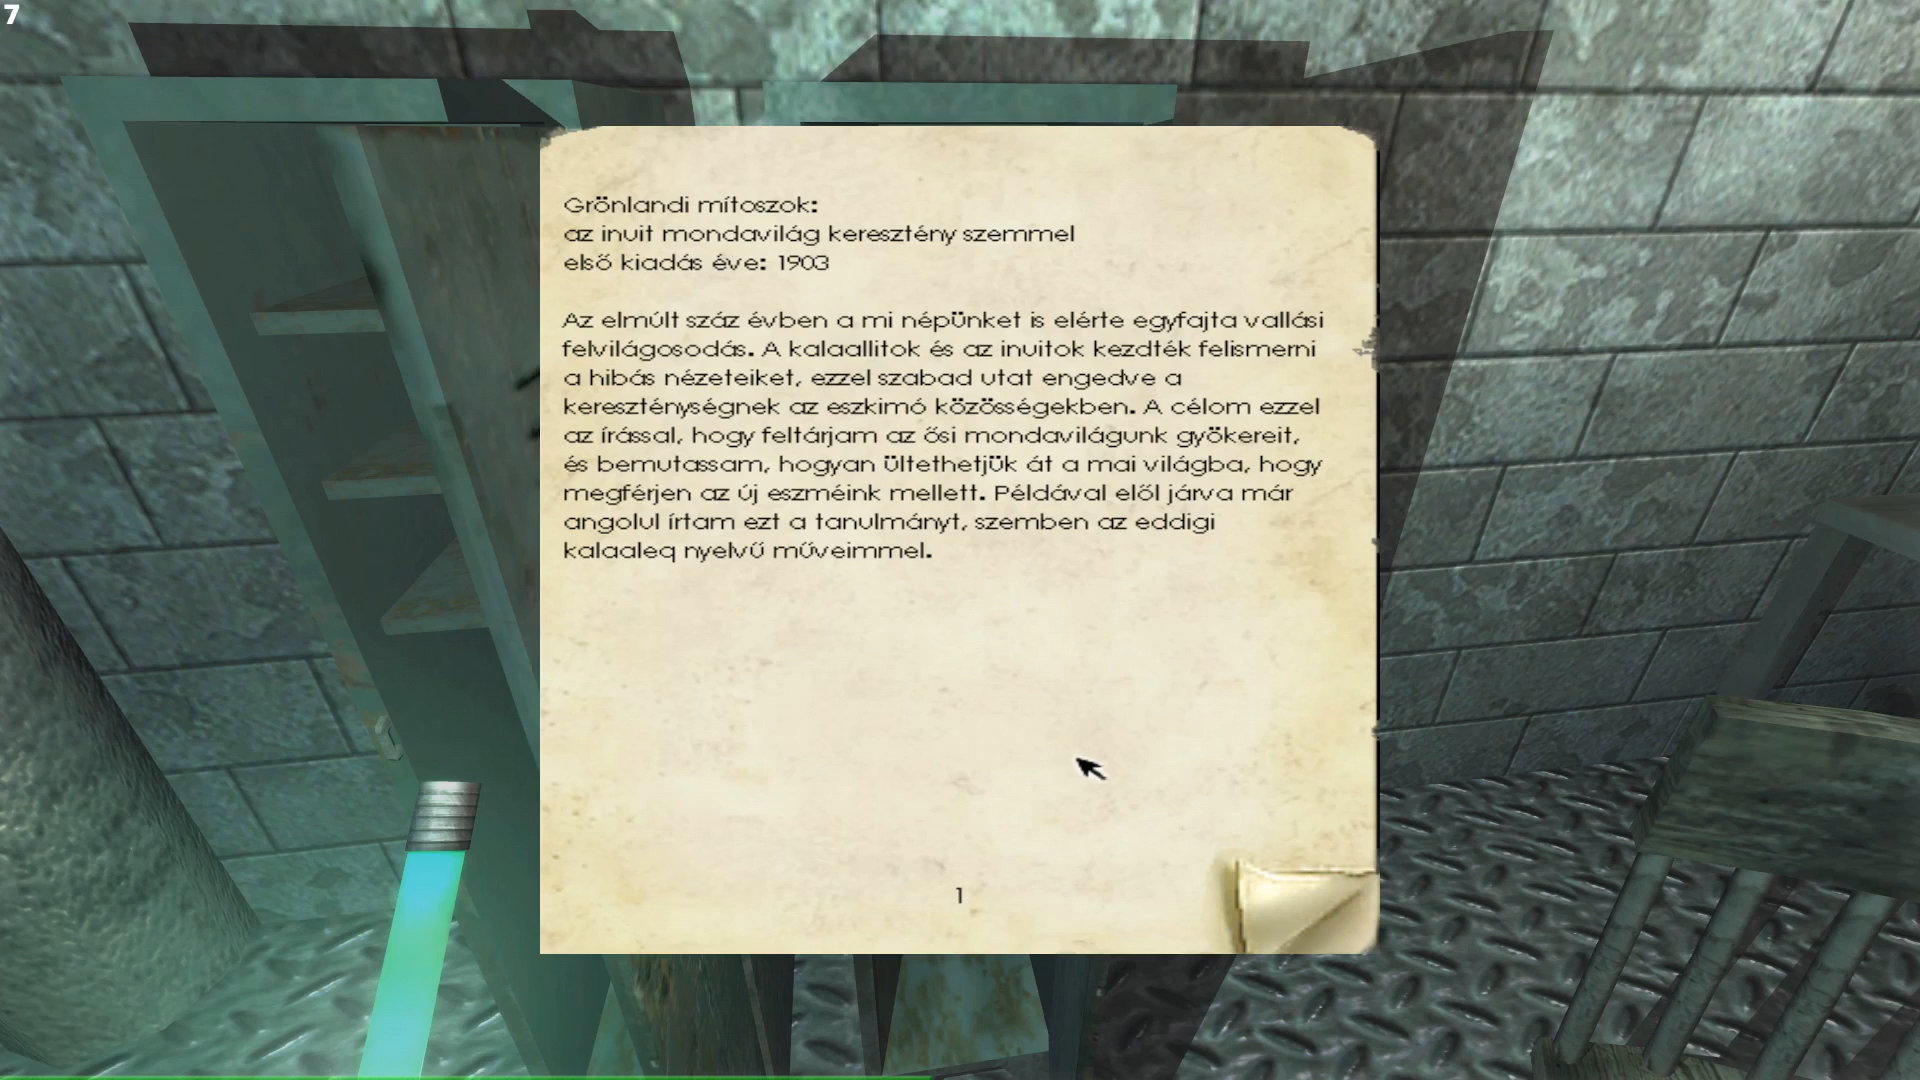 7
Grönlandi mítoszok:
az inuit mondavilág keresztény szemmel
első kiadás éve: 1903
Az elmúlt száz évben a mi népünket is elérte egyfajta vallási
felvilágosodás. A kalaallitok és az inuitok kezdték felismerni
a hibás nézeteiket, ezzel szabad utat engedve a
kereszténységnek az eszkimó közösségekben. A célom ezzel
az írással, hogy feltárjam az ősi mondavilágunk gyökereit,
és bemutassam, hogyan ültethetjük át a mai világba, hogy
megférjen az új eszméink mellett. Példával elől járva már
angolul írtam ezt a tanulmányt, szemben az eddigi
kalaaleq nyelvű műveimmel.
1